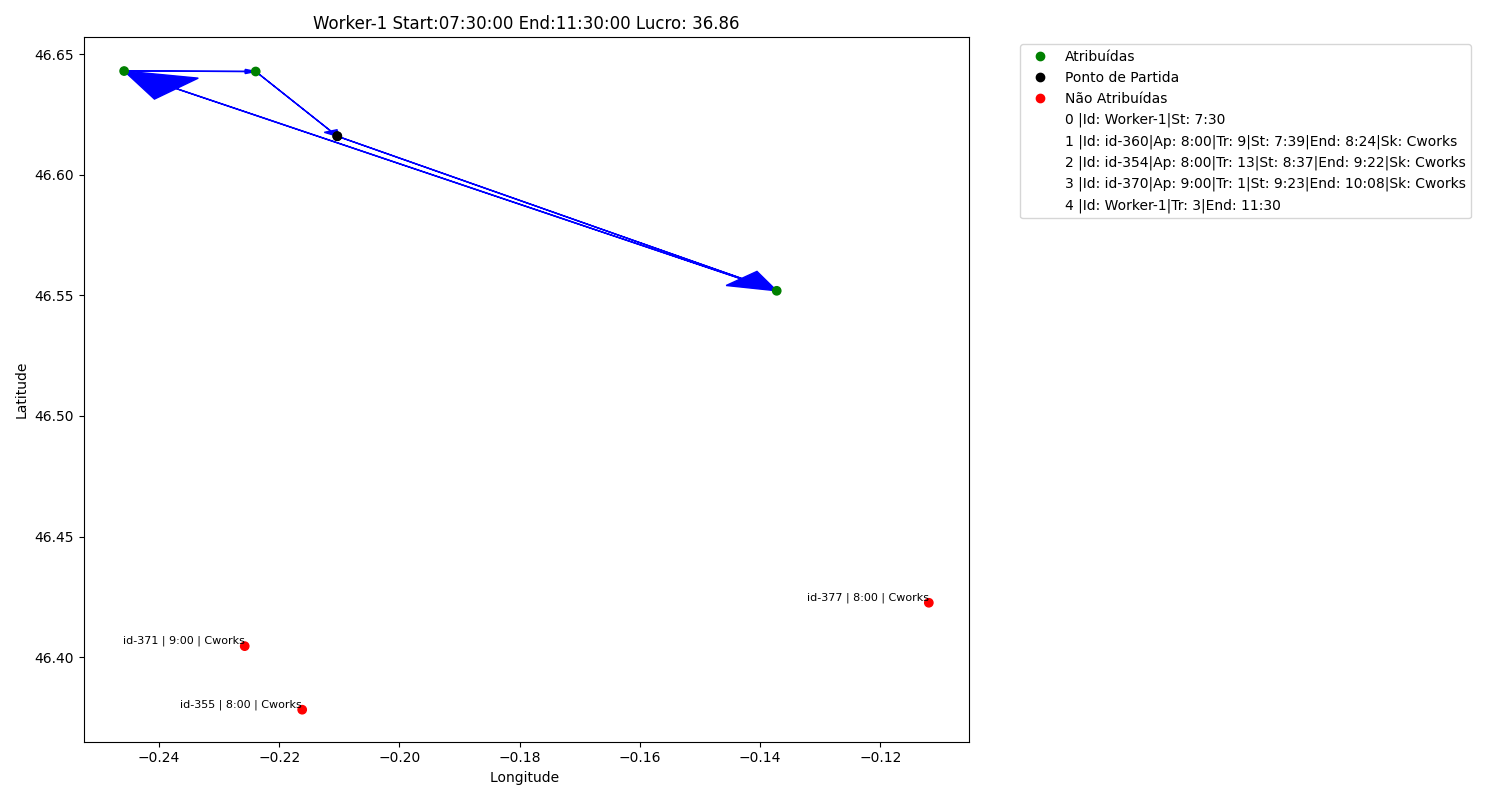 Worker-1 Start:07:30:00 End:11:30:00 Lucro: 36.86
46.65
46.60
46.55
46.50
46.45
46.40
Latitude
id-377 | 8:00 | Cworks
id-371 | 9:00 | Cworks
id-355 | 8:00 | Cworks
−0.24 −0.22 −0.20 −0.18 −0.16 −0.14 −0.12
Longitude
Atribuídas
Ponto de Partida
Não Atribuídas
0 |Id: Worker-1|St: 7:30
1 |Id: id-360|Ap: 8:00|Tr: 9|St: 7:39|End: 8:24|Sk: Cworks
2 |Id: id-354|Ap: 8:00|Tr: 13|St: 8:37|End: 9:22|Sk: Cworks
3 |Id: id-370|Ap: 9:00|Tr: 1|St: 9:23|End: 10:08|Sk: Cworks
4 |Id: Worker-1|Tr: 3|End: 11:30